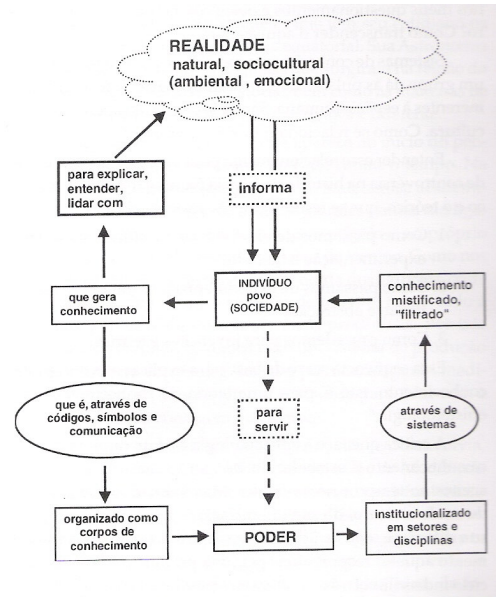 REALIDADE
natural, sociocultural
(ambiental , emocional)
para explicar,
entender,
lidar com
informa
que gera
conhecimento
INDIVÍDUO
povo
(SOCIEDADE)
conhecimento
mistificado,
"filtrado"
que é, através de
códigos, símbolos e
comunicação
para
servir
através de
sistemas
organizado como
corpos de
conhecimento
PODER
institucionalizado
em setores e
disciplinas